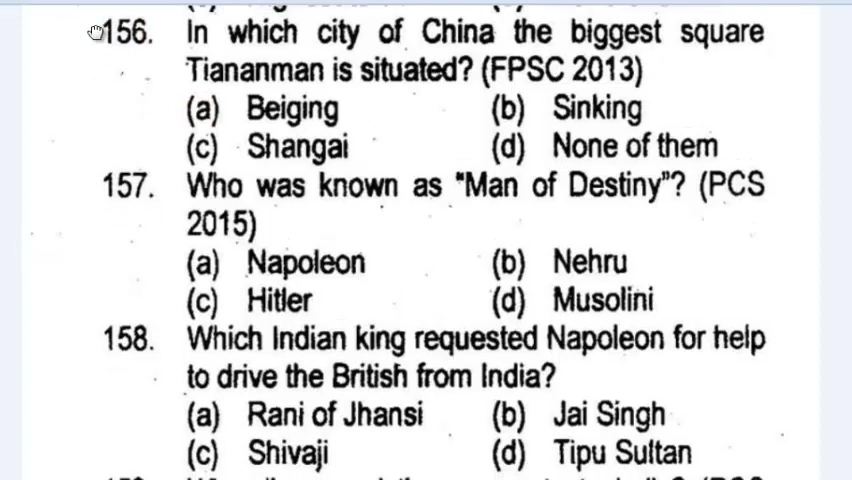 156. In which city of China the biggest square
Tiananman is situated? (FPSC 2013)
(a) Beiging (b) Sinking
(c) Shangai (d) None of them
157. Who was known as "Man of Destiny"? (PCS
2015)
(a) Napoleon (b) Nehru
(c) Hitler (d) Musolini
158. Which Indian king requested Napoleon for help
to drive the British from India?
(a) Rani of Jhansi (b) Jai Singh
(c) Shivaji (d) Tipu Sultan